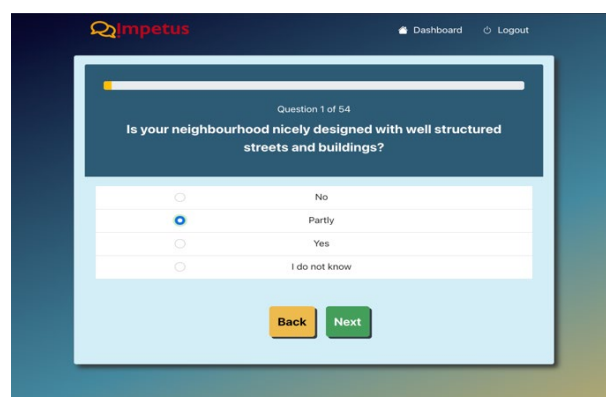 Impetus
Dashboard Logout
Question 1 of 54
Is your neighbourhood nicely designed with well structured
streets and buildings?
No
Partly
Yes
I do not know
Back Next